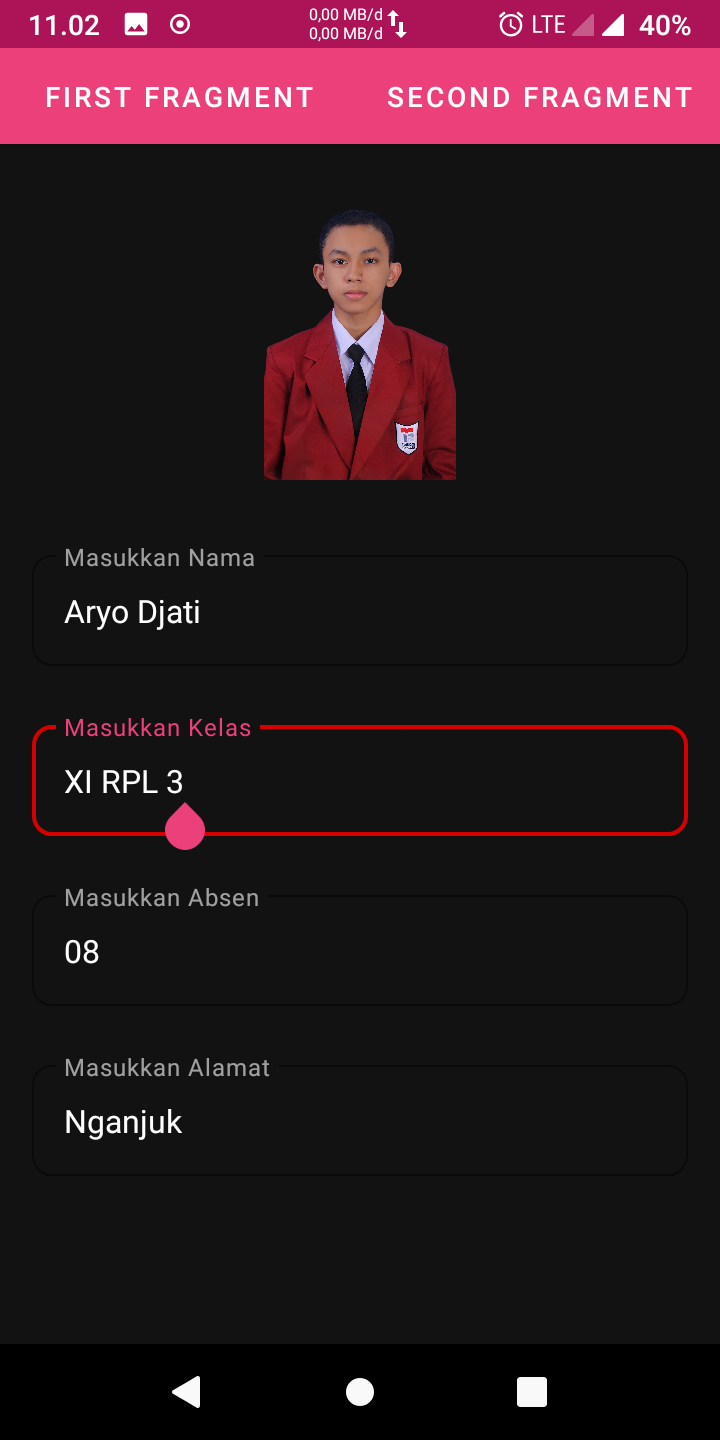 11.02
0,00 MB/d
0,00 MB/d
LTE
40%
FIRST FRAGMENT
SECOND FRAGMENT
Masukkan Nama
Aryo Djati
Masukkan Kelas
XI RPL 3
Masukkan Absen
08
Masukkan Alamat
Nganjuk